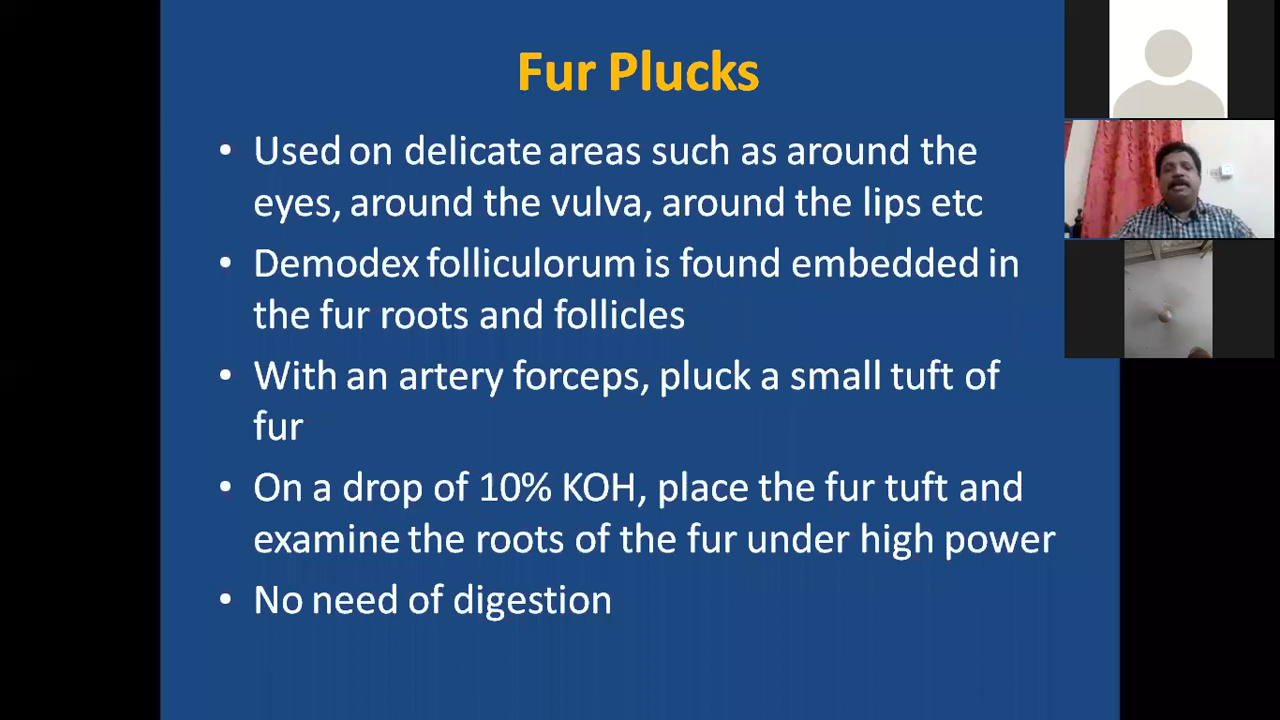 Fur Plucks
• Used on delicate areas such as around the
eyes, around the vulva, around the lips etc
• Demodex folliculorum is found embedded in
the fur roots and follicles
• With an artery forceps, pluck a small tuft of
fur
• On a drop of 10% KOH, place the fur tuft and
examine the roots of the fur under high power
• No need of digestion